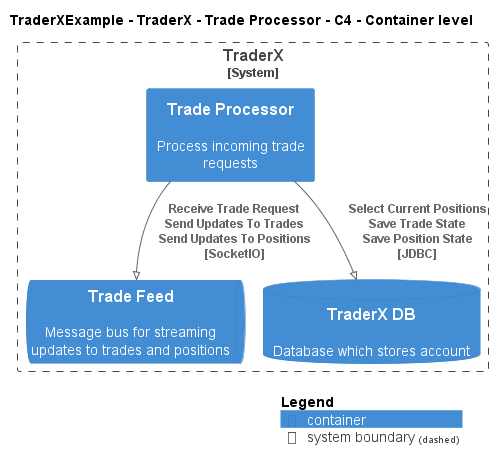 TraderXExample - TraderX - Trade Processor - C4 - Container level
TraderX
[System]
Trade Processor
Process incoming trade
requests
Receive Trade Request
Send Updates To Trades
Send Updates To Positions
[SocketIO]
Select Current Positions
Save Trade State
Save Position State
[JDBC]
Trade Feed
Message bus for streaming
updates to trades and positions
TraderX DB
Database which stores account
Legend
container
system boundary (dashed)